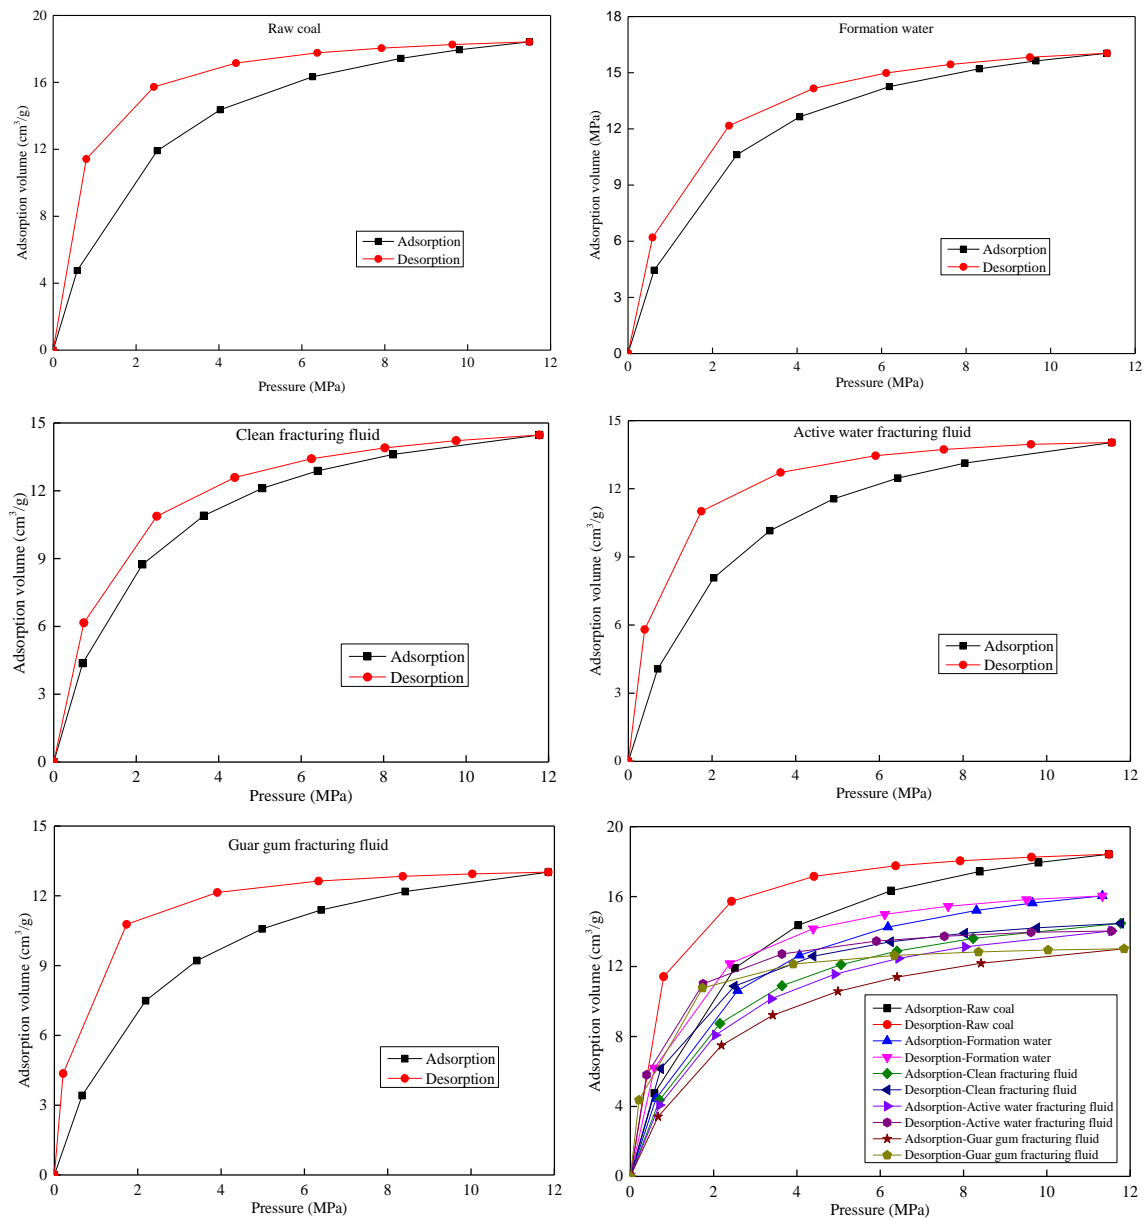 Raw coal
20
16
12
8
4
0
Adsorption volume (cm³/g)
Adsorption
Desorption
0 2 4 6 8 10 12
Pressure (MPa)
Formation water
18
15
12
9
6
3
0
Adsorption volume (MPa)
Adsorption
Desorption
0 2 4 6 8 10 12
Pressure (MPa)
Clean fracturing fluid
15
12
9
6
3
0
Adsorption volume (cm³/g)
Adsorption
Desorption
0 2 4 6 8 10 12
Pressure (MPa)
Active water fracturing fluid
15
12
9
6
3
0
Adsorption volume (cm³/g)
Adsorption
Desorption
0 2 4 6 8 10 12
Pressure (MPa)
Guar gum fracturing fluid
15
12
9
6
3
0
Adsorption volume (cm³/g)
Adsorption
Desorption
0 2 4 6 8 10 12
Pressure (MPa)
20
16
12
8
4
0
Adsorption volume (cm³/g)
Adsorption-Raw coal
Desorption-Raw coal
Adsorption-Formation water
Desorption-Formation water
Adsorption-Clean fracturing fluid
Desorption-Clean fracturing fluid
Adsorption-Active water fracturing fluid
Desorption-Active water fracturing fluid
Adsorption-Guar gum fracturing fluid
Desorption-Guar gum fracturing fluid
0 2 4 6 8 10 12
Pressure (MPa)